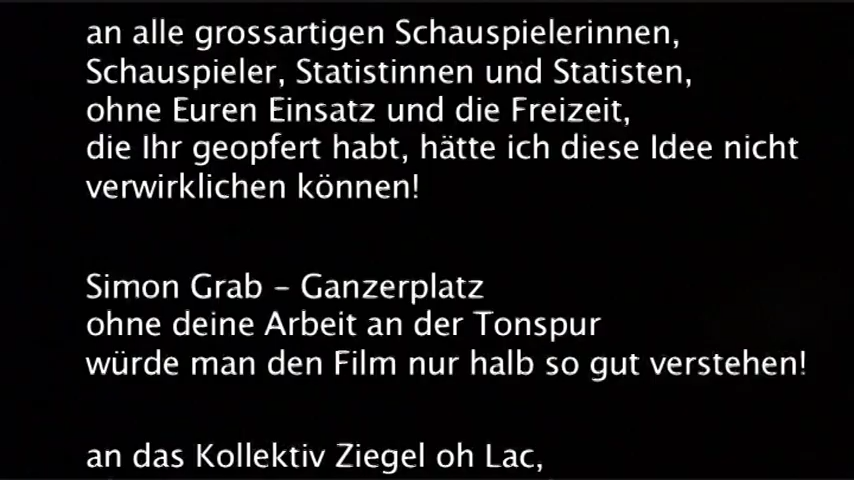 an alle grossartigen Schauspielerinnen,
Schauspieler, Statistinnen und Statisten,
ohne Euren Einsatz und die Freizeit,
die Ihr geopfert habt, hätte ich diese Idee nicht
verwirklichen können!
Simon Grab – Ganzerplatz
ohne deine Arbeit an der Tonspur
würde man den Film nur halb so gut verstehen!
an das Kollektiv Ziegel oh Lac,